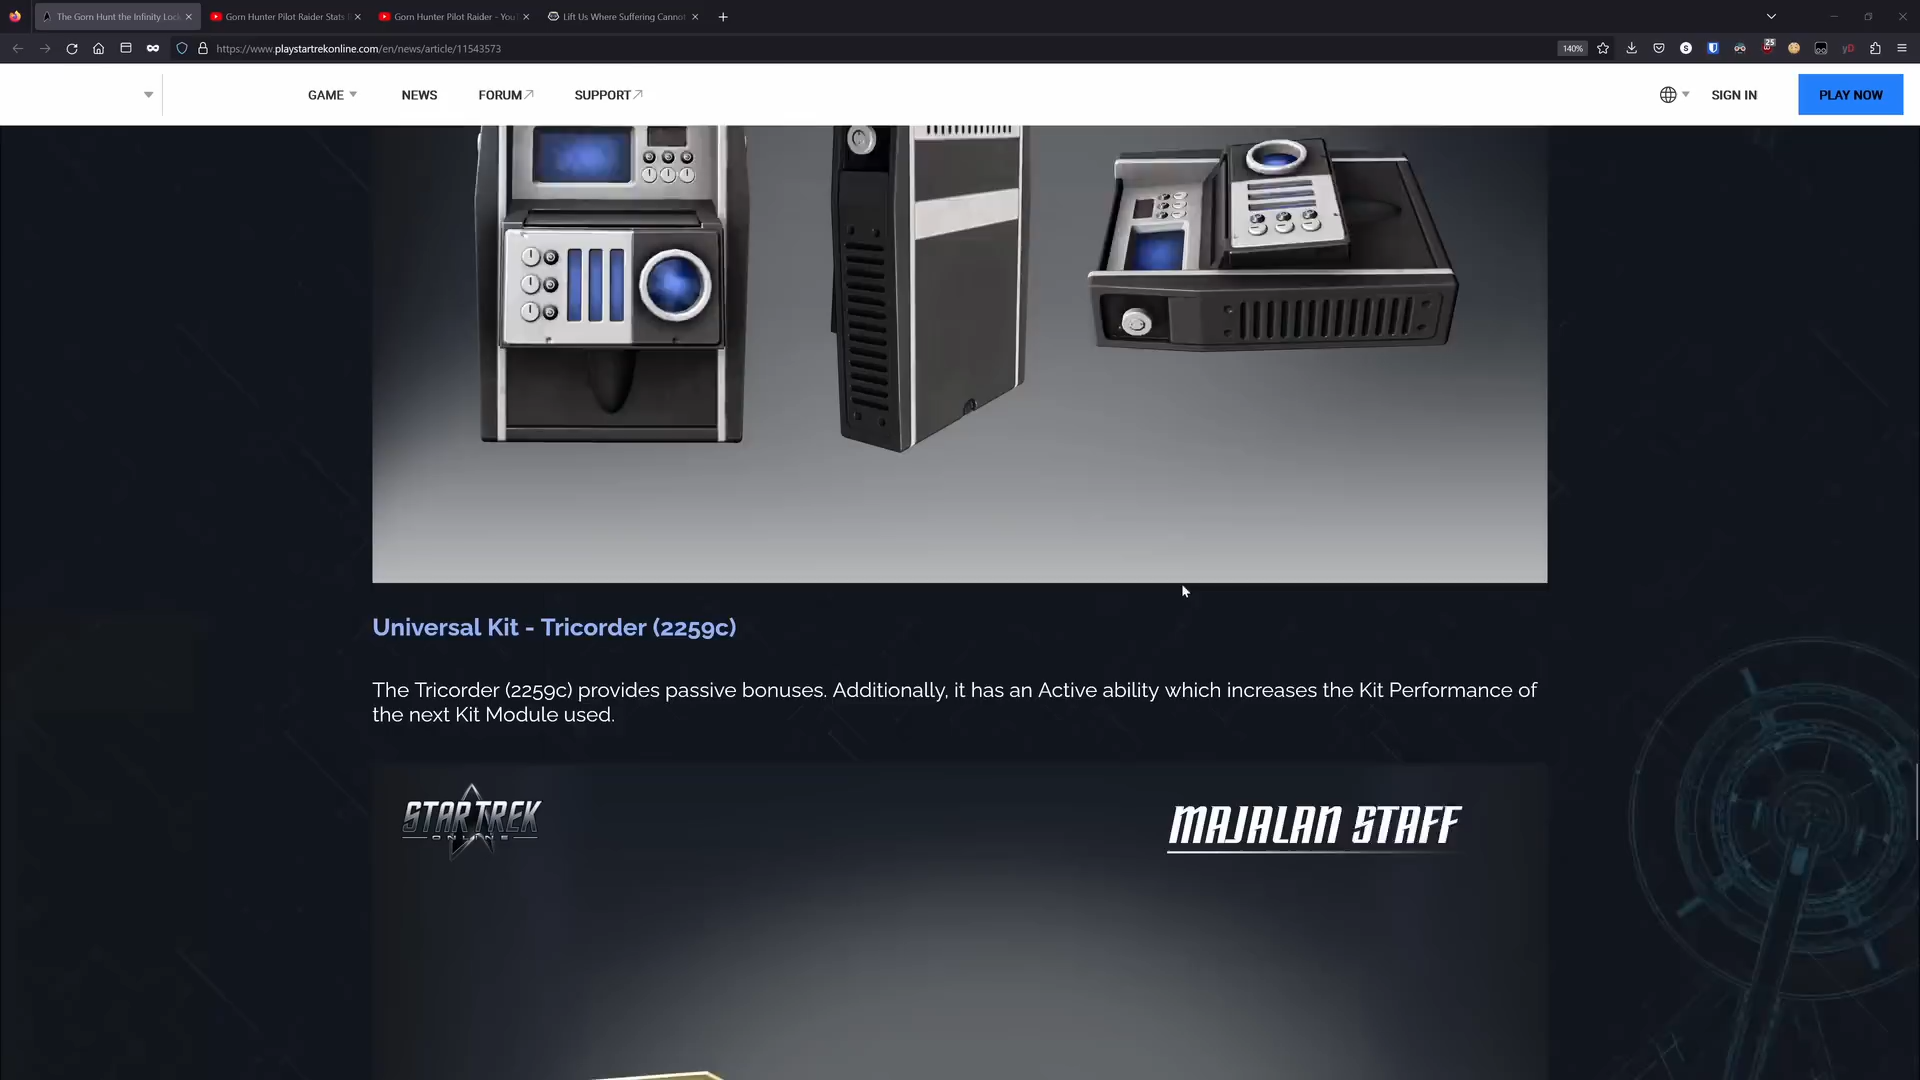 The Gorn Hunt the Infinity Lock
Gorn Hunter Pilot Raider Stats
Gorn Hunter Pilot Raider - You
Lift Us Where Suffering Cannot
https://www.playstartrekonline.com/en/news/article/11543573
140%
25
GAME
NEWS
FORUM
SUPPORT
SIGN IN
PLAY NOW
Universal Kit - Tricorder (2259c)
The Tricorder (2259c) provides passive bonuses. Additionally, it has an Active ability which increases the Kit Performance of
the next Kit Module used.
STAR TREK
ONLINE
MAJALAN STAFF